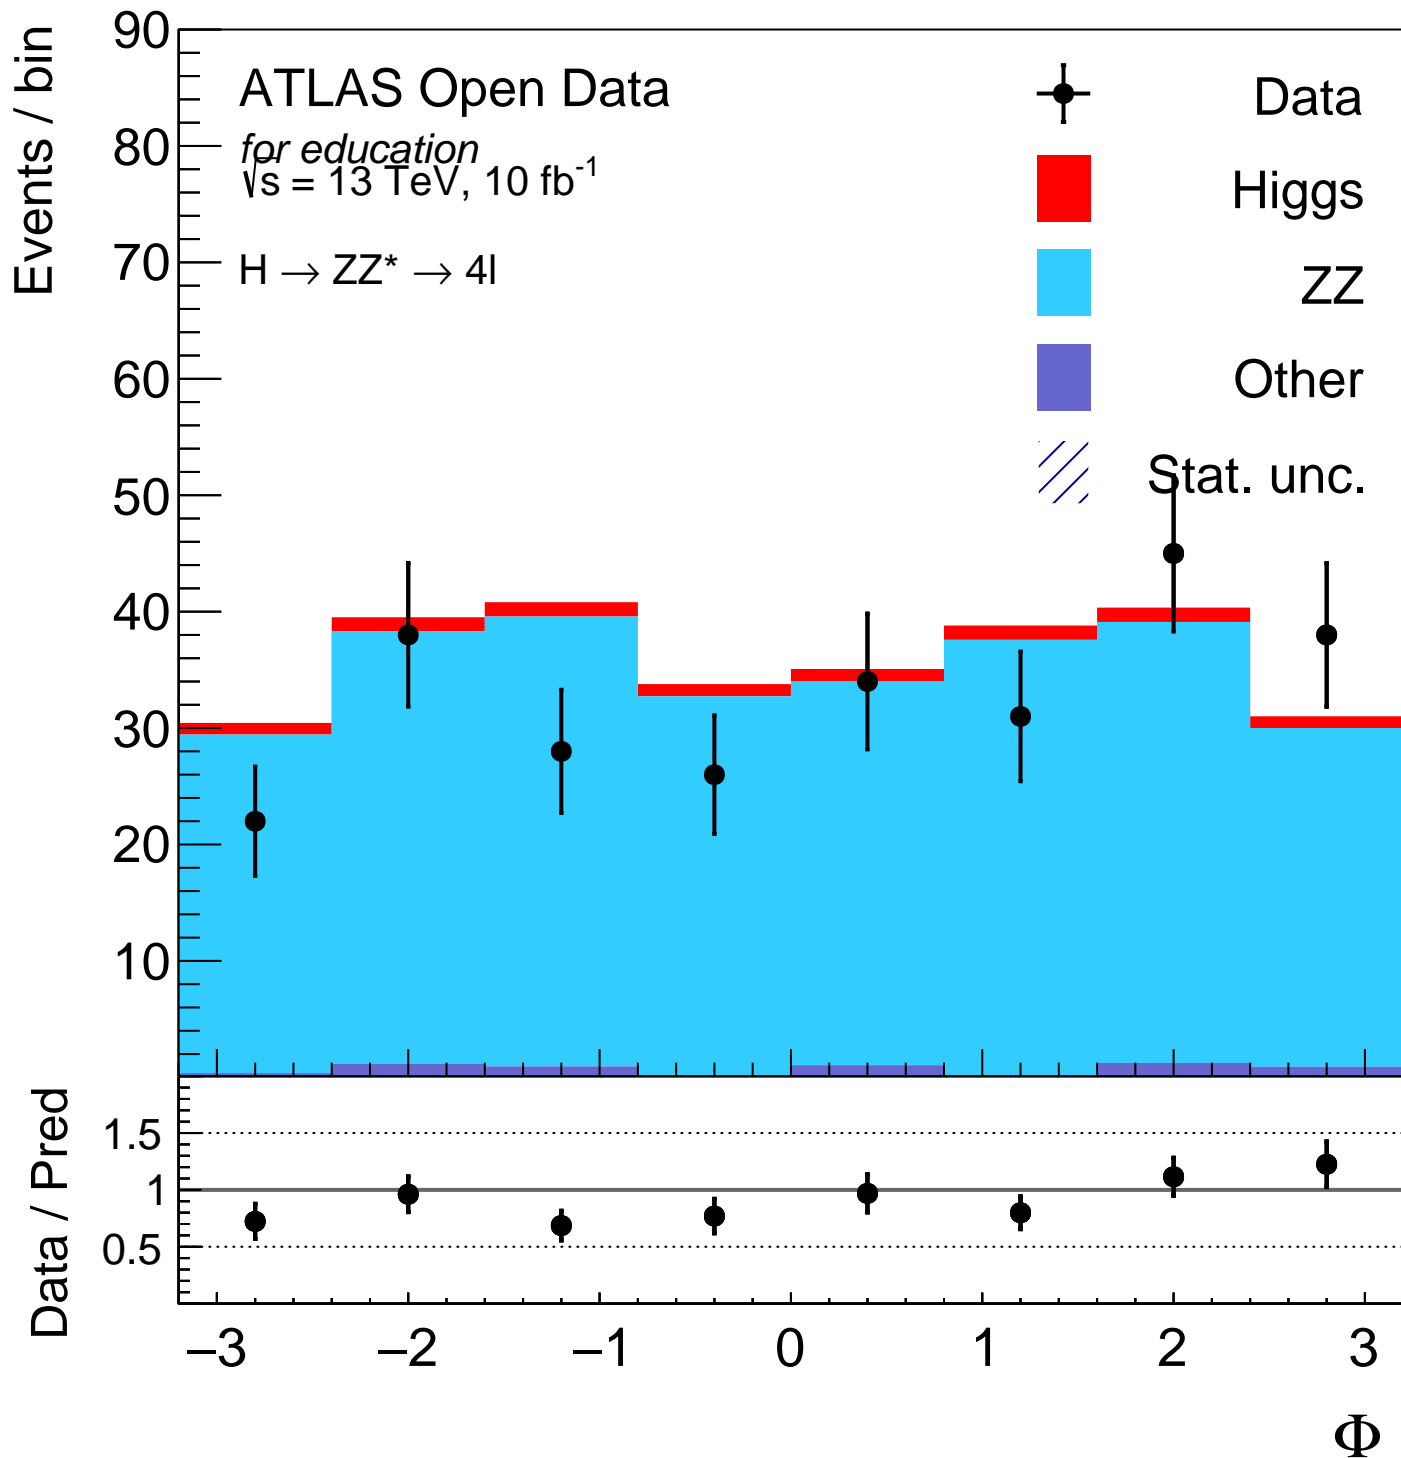 Events / bin
90
80
70
60
50
40
30
20
10
ATLAS Open Data
for education
√s = 13 TeV, 10 fb-1
H → ZZ* → 4l
Data
Higgs
ZZ
Other
Stat. unc.
Data / Pred
1.5
1
0.5
−3 −2 −1 0 1 2 3
Φ